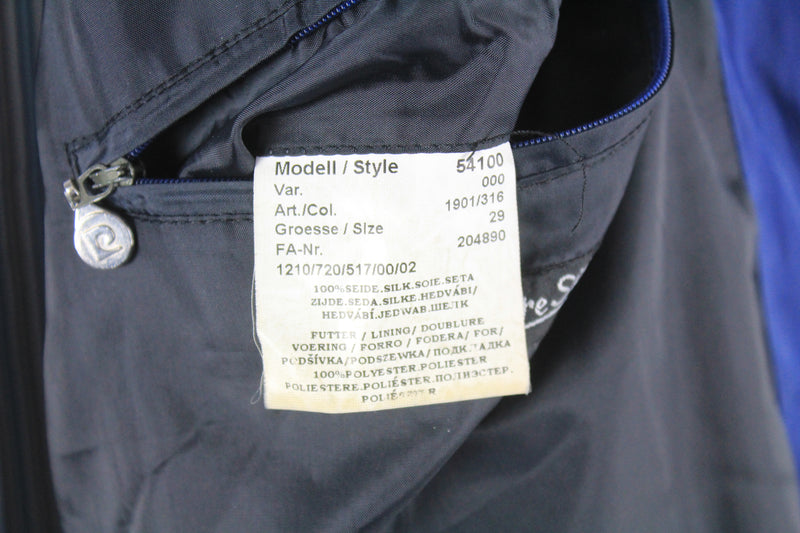 Modell / Style 54100
Var. 000
Art./Col. 1901/316
Groesse / Size 29
FA-Nr. 204890
1210/720/517/00/02
100%SEIDE.SILK.SOIE.SETA
ZIJDE.SEDA.SILKE.HEDVÁBI/
HEDVÁBÍ.JEDWAB.ШЕЛК
FUTTER / LINING/ DOUBLURE
VOERING / FORRO / FODERA/ FOR/
PODŠÍVKA/PODSZEWKA/ПОДКЛАДКА
100%POLYESTER.POLIESTER
POLIESTERE.POLIÉSTER.ПОЛИЭСТЕР.